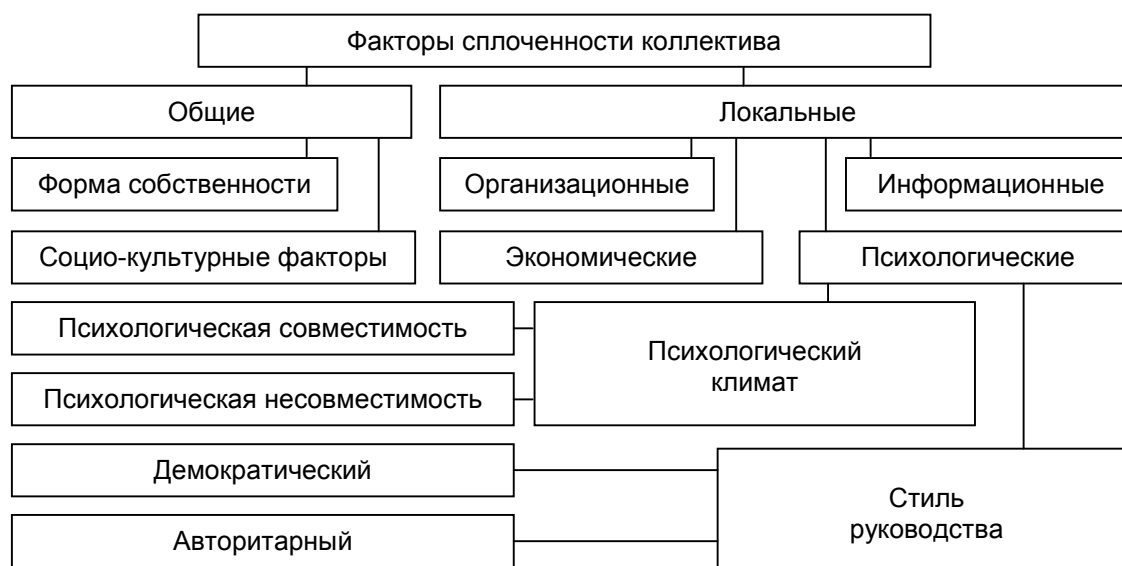 Факторы сплоченности коллектива
Общие
Локальные
Форма собственности
Организационные
Информационные
Социо-культурные факторы
Экономические
Психологические
Психологическая совместимость
Психологический
климат
Психологическая несовместимость
Демократический
Стиль
руководства
Авторитарный